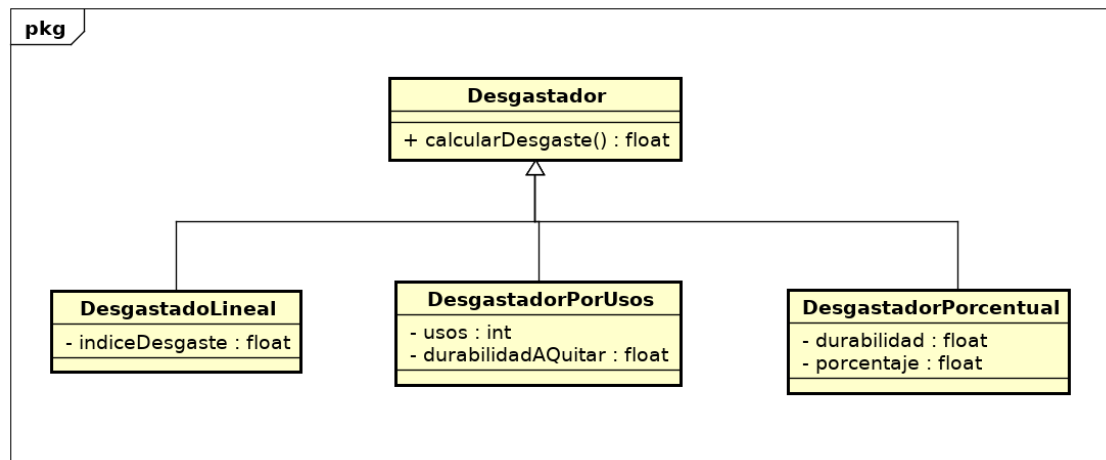 pkg
Desgastador
+ calcularDesgaste() : float
DesgastadoLineal
- indiceDesgaste : float
DesgastadorPorUsos
- usos : int
- durabilidadAQuitar : float
DesgastadorPorcentual
- durabilidad : float
- porcentaje : float